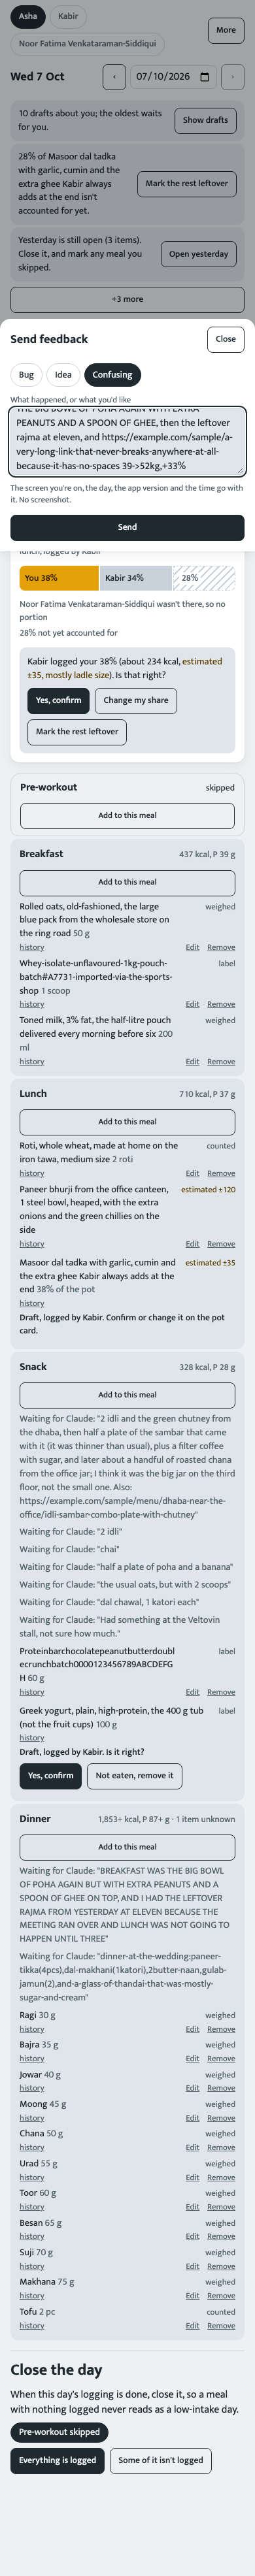 Asha
Kabir
Noor Fatima Venkataraman-Siddiqui
More
Wed 7 Oct
07/10/2026
10 drafts about you; the oldest waits
for you.
Show drafts
28% of Masoor dal tadka
with garlic, cumin and the
extra ghee Kabir always
adds at the end isn't
accounted for yet.
Mark the rest leftover
Yesterday is still open (3 items).
Close it, and mark any meal you
skipped.
Open yesterday
+3 more
Send feedback
Close
Bug
Idea
Confusing
What happened, or what you'd like
THE BIG BOWL OF POHA AGAIN WITH EXTRA
PEANUTS AND A SPOON OF GHEE, then the leftover
rajma at eleven, and https://example.com/sample/a-
very-long-link-that-never-breaks-anywhere-at-all-
because-it-has-no-spaces 39->52kg,+33%
The screen you're on, the day, the app version and the time go with
it. No screenshot.
Send
lunch, logged by Kabir
You 38%
Kabir 34%
28%
Noor Fatima Venkataraman-Siddiqui wasn't there, so no
portion
28% not yet accounted for
Kabir logged your 38% (about 234 kcal, estimated
±35, mostly ladle size). Is that right?
Yes, confirm
Change my share
Mark the rest leftover
Pre-workout
skipped
Add to this meal
Breakfast
437 kcal, P 39 g
Add to this meal
Rolled oats, old-fashioned, the large
blue pack from the wholesale store on
the ring road 50 g
weighed
history
Edit Remove
Whey-isolate-unflavoured-1kg-pouch-
batch#A7731-imported-via-the-sports-
shop 1 scoop
label
history
Edit Remove
Toned milk, 3% fat, the half-litre pouch
delivered every morning before six 200
ml
weighed
history
Edit Remove
Lunch
710 kcal, P 37 g
Add to this meal
Roti, whole wheat, made at home on the
iron tawa, medium size 2 roti
counted
history
Edit Remove
Paneer bhurji from the office canteen,
1 steel bowl, heaped, with the extra
onions and the green chillies on the
side
estimated ±120
history
Edit Remove
Masoor dal tadka with garlic, cumin and
the extra ghee Kabir always adds at the
end 38% of the pot
estimated ±35
history
Draft, logged by Kabir. Confirm or change it on the pot
card.
Snack
328 kcal, P 28 g
Add to this meal
Waiting for Claude: "2 idli and the green chutney from
the dhaba, then half a plate of the sambar that came
with it (it was thinner than usual), plus a filter coffee
with sugar, and later about a handful of roasted chana
from the office jar; I think it was the big jar on the third
floor, not the small one. Also:
https://example.com/sample/menu/dhaba-near-the-
office/idli-sambar-combo-plate-with-chutney"
Waiting for Claude: "2 idli"
Waiting for Claude: "chai"
Waiting for Claude: "half a plate of poha and a banana"
Waiting for Claude: "the usual oats, but with 2 scoops"
Waiting for Claude: "dal chawal, 1 katori each"
Waiting for Claude: "Had something at the Veltovin
stall, not sure how much."
Proteinbarchocolatepeanutbutterdoubl
ecrunchbatch0000123456789ABCDEFG
H 60 g
label
history
Edit Remove
Greek yogurt, plain, high-protein, the 400 g tub
(not the fruit cups) 100 g
label
history
Draft, logged by Kabir. Is it right?
Yes, confirm
Not eaten, remove it
Dinner
1,853+ kcal, P 87+ g · 1 item unknown
Add to this meal
Waiting for Claude: "BREAKFAST WAS THE BIG BOWL
OF POHA AGAIN BUT WITH EXTRA PEANUTS AND A
SPOON OF GHEE ON TOP, AND I HAD THE LEFTOVER
RAJMA FROM YESTERDAY AT ELEVEN BECAUSE THE
MEETING RAN OVER AND LUNCH WAS NOT GOING TO
HAPPEN UNTIL THREE"
Waiting for Claude: "dinner-at-the-wedding:paneer-
tikka(4pcs),dal-makhani(1katori),2butter-naan,gulab-
jamun(2),and-a-glass-of-thandai-that-was-mostly-
sugar-and-cream"
Ragi 30 g
weighed
history
Edit Remove
Bajra 35 g
weighed
history
Edit Remove
Jowar 40 g
weighed
history
Edit Remove
Moong 45 g
weighed
history
Edit Remove
Chana 50 g
weighed
history
Edit Remove
Urad 55 g
weighed
history
Edit Remove
Toor 60 g
weighed
history
Edit Remove
Besan 65 g
weighed
history
Edit Remove
Suji 70 g
weighed
history
Edit Remove
Makhana 75 g
weighed
history
Edit Remove
Tofu 2 pc
counted
history
Edit Remove
Close the day
When this day's logging is done, close it, so a meal
with nothing logged never reads as a low-intake day.
Pre-workout skipped
Everything is logged
Some of it isn't logged